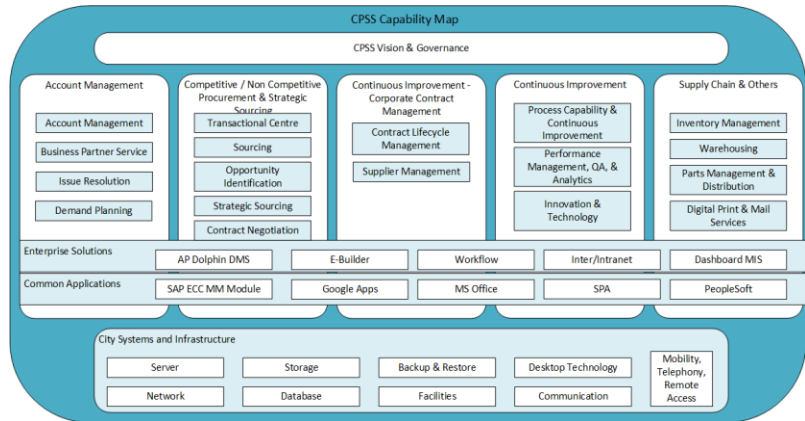 CPSS Capability Map
CPSS Vision & Governance
Account Management
Account Management
Business Partner Service
Issue Resolution
Demand Planning
Competitive / Non Competitive
Procurement & Strategic
Sourcing
Transactional Centre
Sourcing
Opportunity
Identification
Strategic Sourcing
Contract Negotiation
Continuous Improvement -
Corporate Contract
Management
Contract Lifecycle
Management
Supplier Management
Continuous Improvement
Process Capability &
Continuous
Improvement
Performance
Management, QA, &
Analytics
Innovation &
Technology
Supply Chain & Others
Inventory Management
Warehousing
Parts Management &
Distribution
Digital Print & Mail
Services
Enterprise Solutions
AP Dolphin DMS
E-Builder
Workflow
Inter/Intranet
Dashboard MIS
Common Applications
SAP ECC MM Module
Google Apps
MS Office
SPA
PeopleSoft
City Systems and Infrastructure
Server
Storage
Backup & Restore
Desktop Technology
Network
Database
Facilities
Communication
Mobility,
Telephony,
Remote
Access